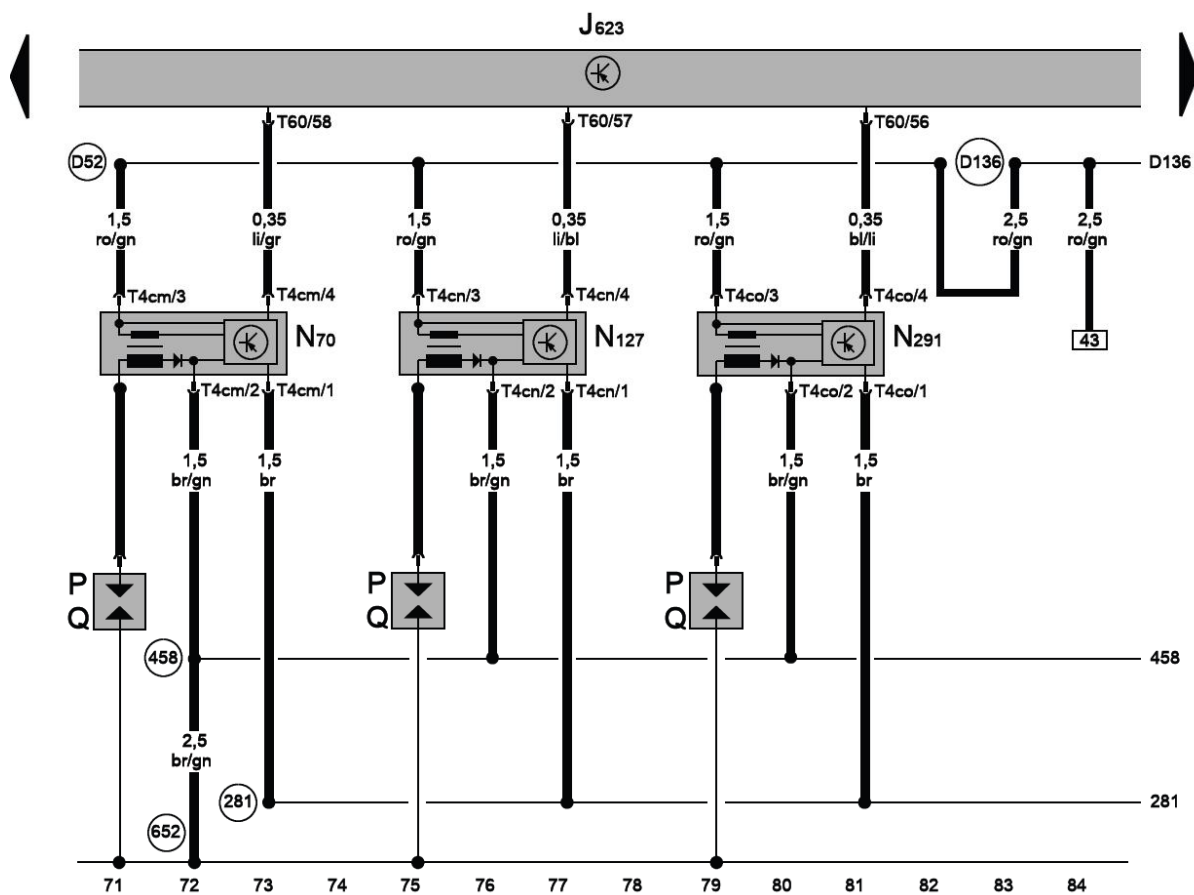 J623
T60/58 T60/57 T60/56
D52 D136 D136
1,5 0,35 1,5 0,35 1,5 0,35 2,5 2,5
ro/gn li/gr ro/gn li/bl ro/gn bl/li ro/gn ro/gn
T4cm/3 T4cm/4 T4cn/3 T4cn/4 T4co/3 T4co/4
N70 N127 N291 43
T4cm/2 T4cm/1 T4cn/2 T4cn/1 T4co/2 T4co/1
1,5 1,5 1,5 1,5 1,5 1,5
br/gn br br/gn br br/gn br
P P P
Q Q Q
458 458
2,5
br/gn
281 281
652
71 72 73 74 75 76 77 78 79 80 81 82 83 84